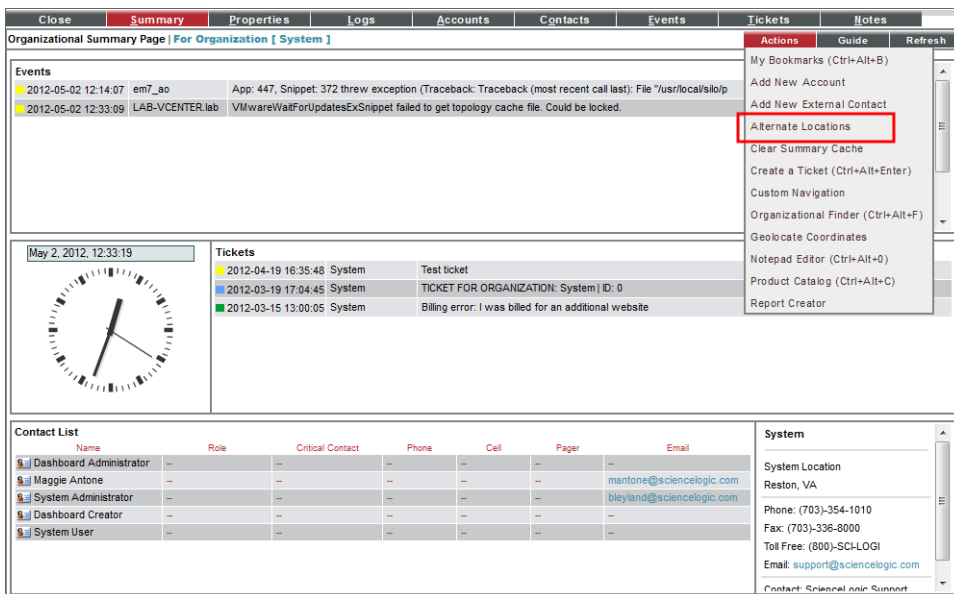 Close Summary Properties Logs Accounts Contacts Events Tickets Notes
Organizational Summary Page | For Organization [ System ]
Actions Guide Refresh
My Bookmarks (Ctrl+Alt+B)
Add New Account
Add New External Contact
Alternate Locations
Clear Summary Cache
Create a Ticket (Ctrl+Alt+Enter)
Custom Navigation
Organizational Finder (Ctrl+Alt+F)
Geolocate Coordinates
Notepad Editor (Ctrl+Alt+0)
Product Catalog (Ctrl+Alt+C)
Report Creator
Events
2012-05-02 12:14:07 em7_ao App: 447, Snippet: 372 threw exception (Traceback: Traceback (most recent call last): File "/usr/local/silo/p
2012-05-02 12:33:09 LAB-VCENTER.lab VMwareWaitForUpdatesExSnippet failed to get topology cache file. Could be locked.
May 2, 2012, 12:33:19
Tickets
2012-04-19 16:35:48 System Test ticket
2012-03-19 17:04:45 System TICKET FOR ORGANIZATION: System | ID: 0
2012-03-15 13:00:05 System Billing error: I was billed for an additional website
Contact List
Name Role Critical Contact Phone Cell Pager Email
Dashboard Administrator -- -- -- -- -- --
Maggie Antone -- -- -- -- -- mantone@sciencelogic.com
System Administrator -- -- -- -- -- bleyland@sciencelogic.com
Dashboard Creator -- -- -- -- -- --
System User -- -- -- -- -- --
System
System Location
Reston, VA
Phone: (703)-354-1010
Fax: (703)-336-8000
Toll Free: (800)-SCI-LOGI
Email: support@sciencelogic.com
Contact: ScienceLogic Support